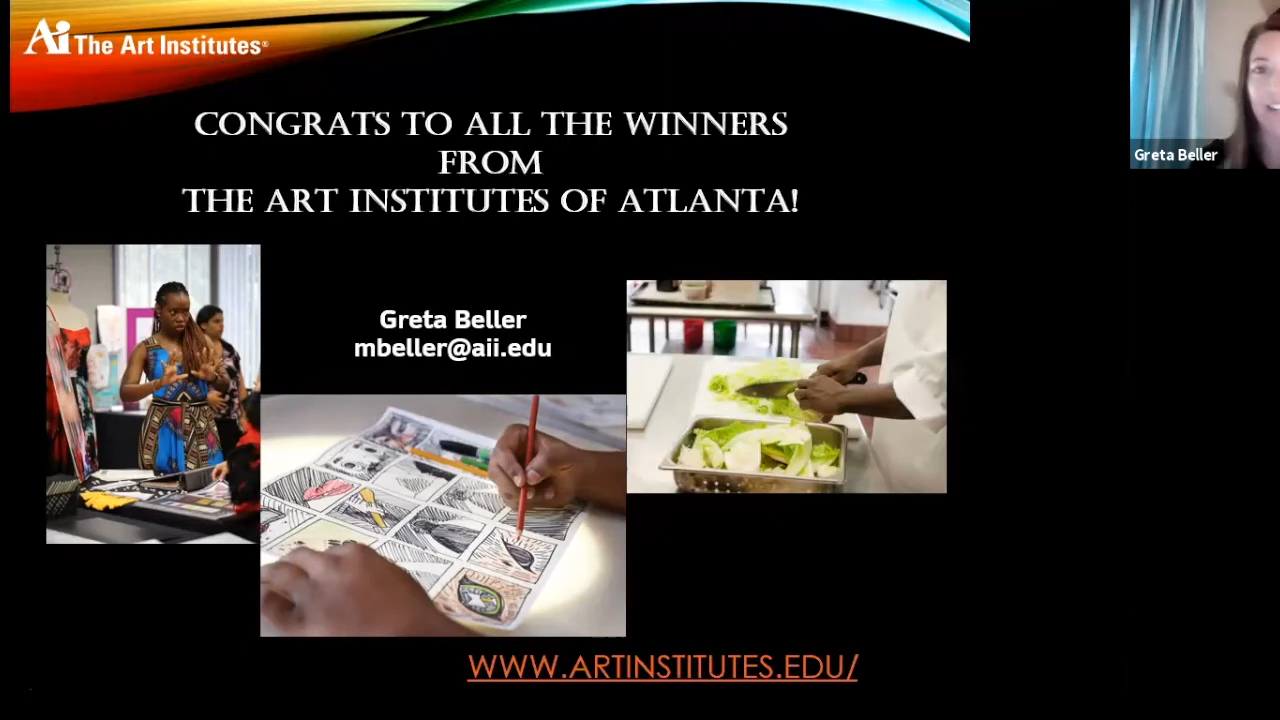 Ai The Art Institutes®
CONGRATS TO ALL THE WINNERS
FROM
THE ART INSTITUTES OF ATLANTA!
Greta Beller
Greta Beller
mbeller@aii.edu
WWW.ARTINSTITUTES.EDU/